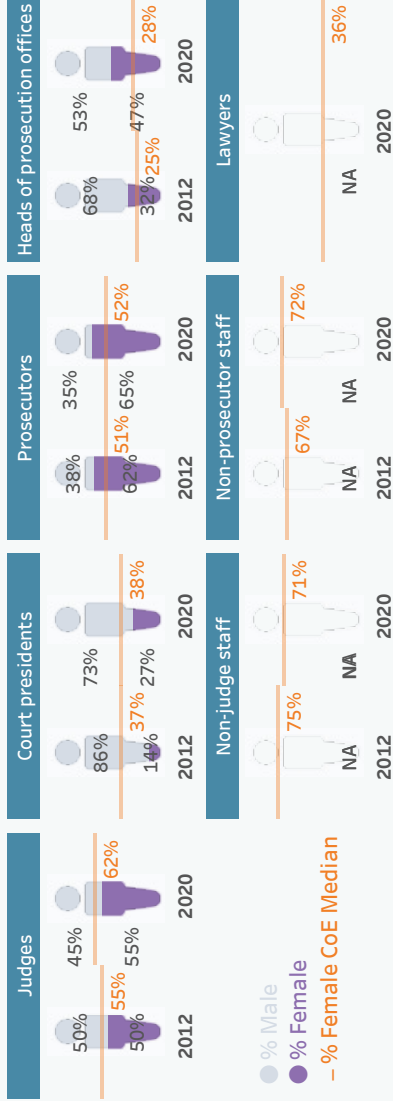 Judges
50%
50%
55%
2012
45%
55%
62%
2020
Court presidents
86%
14%
37%
2012
73%
27%
38%
2020
Prosecutors
38%
62%
51%
2012
35%
65%
52%
2020
Heads of prosecution offices
68%
32%
25%
2012
53%
47%
28%
2020
% Male
% Female
– % Female CoE Median
Non-judge staff
75%
NA
2012
71%
NA
2020
Non-prosecutor staff
67%
NA
2012
72%
NA
2020
Lawyers
NA
36%
2020